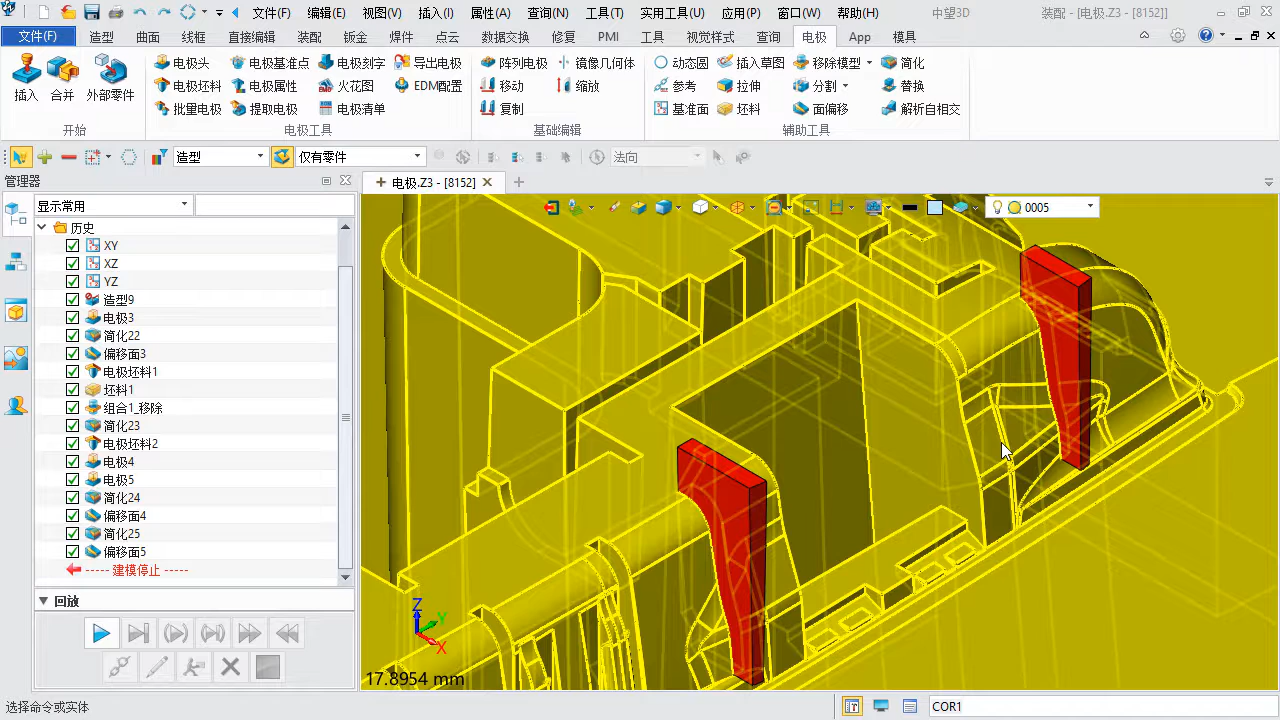 文件(F) 编辑(E) 视图(V) 插入(I) 属性(A) 查询(N) 工具(T) 实用工具(U) 应用(P) 窗口(W) 帮助(H) 中望3D 装配 - [电极.Z3 - [8152]]
文件(F) 造型 曲面 线框 直接编辑 装配 钣金 焊件 点云 数据交换 修复 PMI 工具 视觉样式 查询 电极 App 模具
电极头 电极基准点 电极刻字 导出电极 阵列电极 镜像几何体 动态圆 插入草图 移除模型 简化
插入 合并 外部零件 电极坯料 电极属性 火花图 EDM配置 移动 缩放 参考 拉伸 分割 替换
批量电极 提取电极 电极清单 复制 基准面 坯料 面偏移 解析自相交
开始 电极工具 基础编辑 辅助工具
造型 仅有零件 法向
管理器 电极.Z3 - [8152]
显示常用 0005
历史
XY
XZ
YZ
造型9
电极3
简化22
偏移面3
电极坯料1
坯料1
组合1_移除
简化23
电极坯料2
电极4
电极5
简化24
偏移面4
简化25
偏移面5
----- 建模停止 -----
回放
Z
Y
X
17.8954 mm
选择命令或实体 COR1